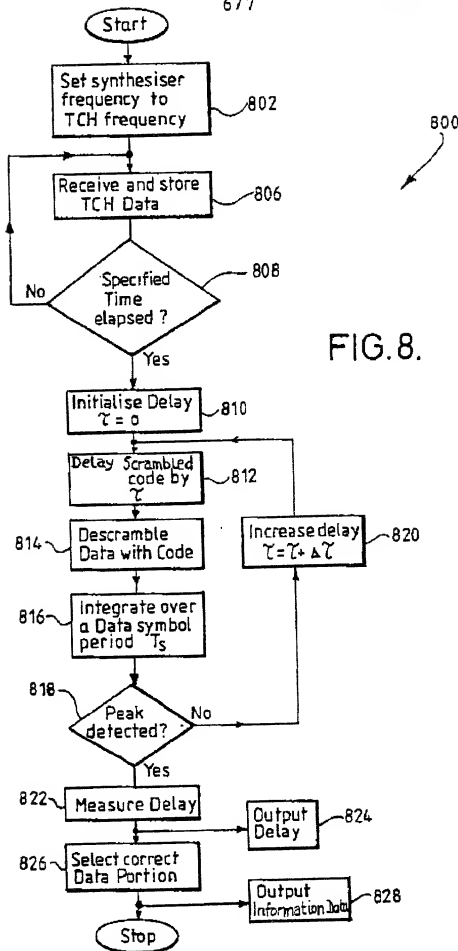 677
Start
Set synthesiser
frequency to
TCH frequency
802
800
Receive and store
TCH Data
806
Specified
Time
elapsed ?
808
No
Yes
FIG.8.
Initialise Delay
τ = 0
810
Delay Scrambled
code by
τ
812
814
Descramble
Data with Code
Increase delay
τ = τ + Δ τ
820
816
Integrate over
a Data symbol
period Ts
818
Peak
detected?
No
Yes
822
Measure Delay
Output
Delay
824
826
Select correct
Data Portion
Output
Information Data
828
Stop